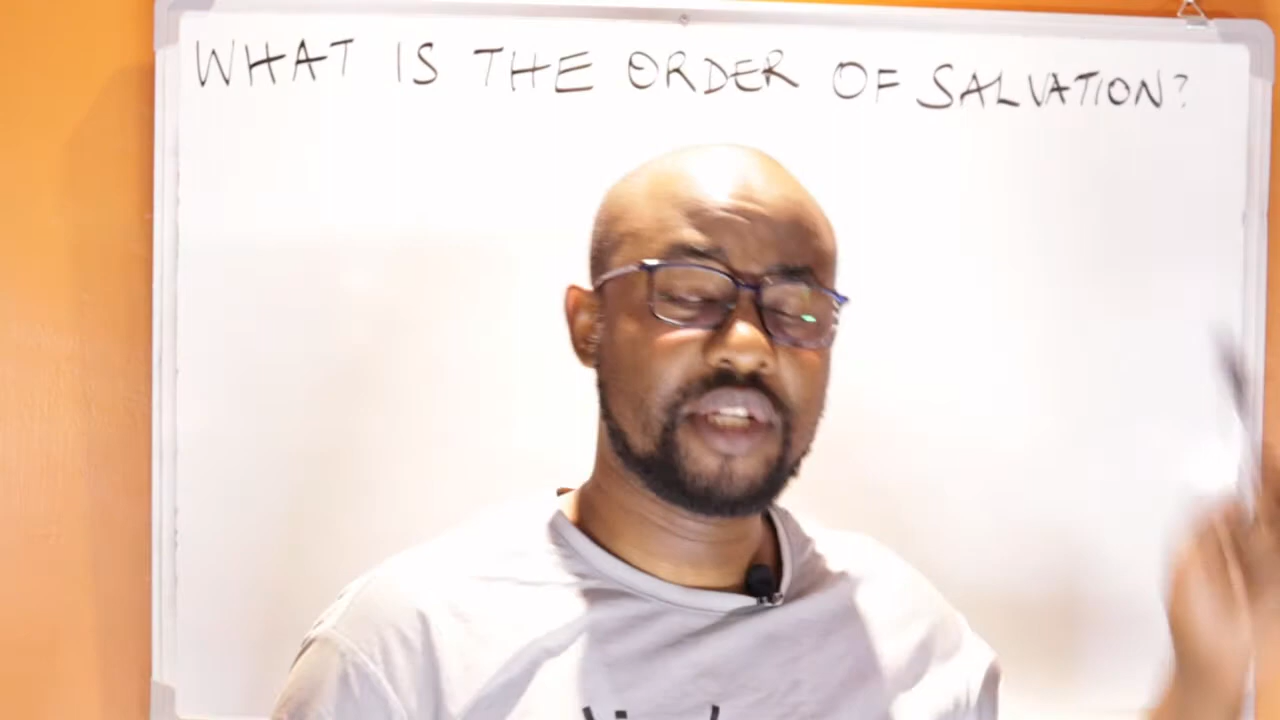 WHAT IS THE ORDER OF SALVATION?